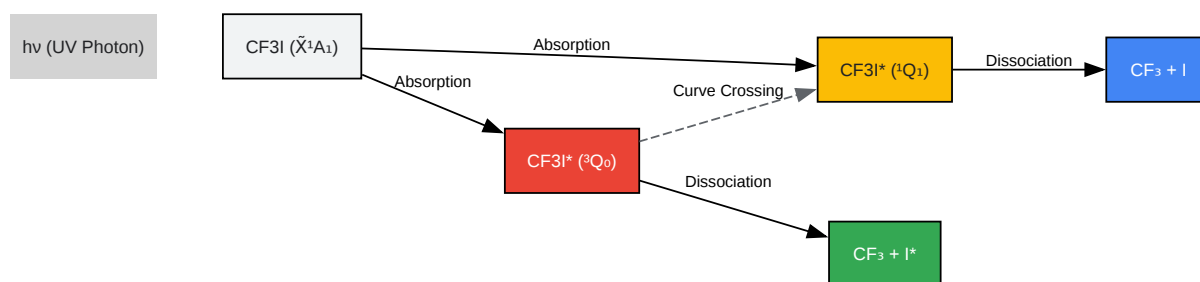 hν (UV Photon)
CF3I (X̃¹A₁)
Absorption
Absorption
CF3I* (¹Q₁)
Dissociation
CF₃ + I
Curve Crossing
CF3I* (³Q₀)
Dissociation
CF₃ + I*